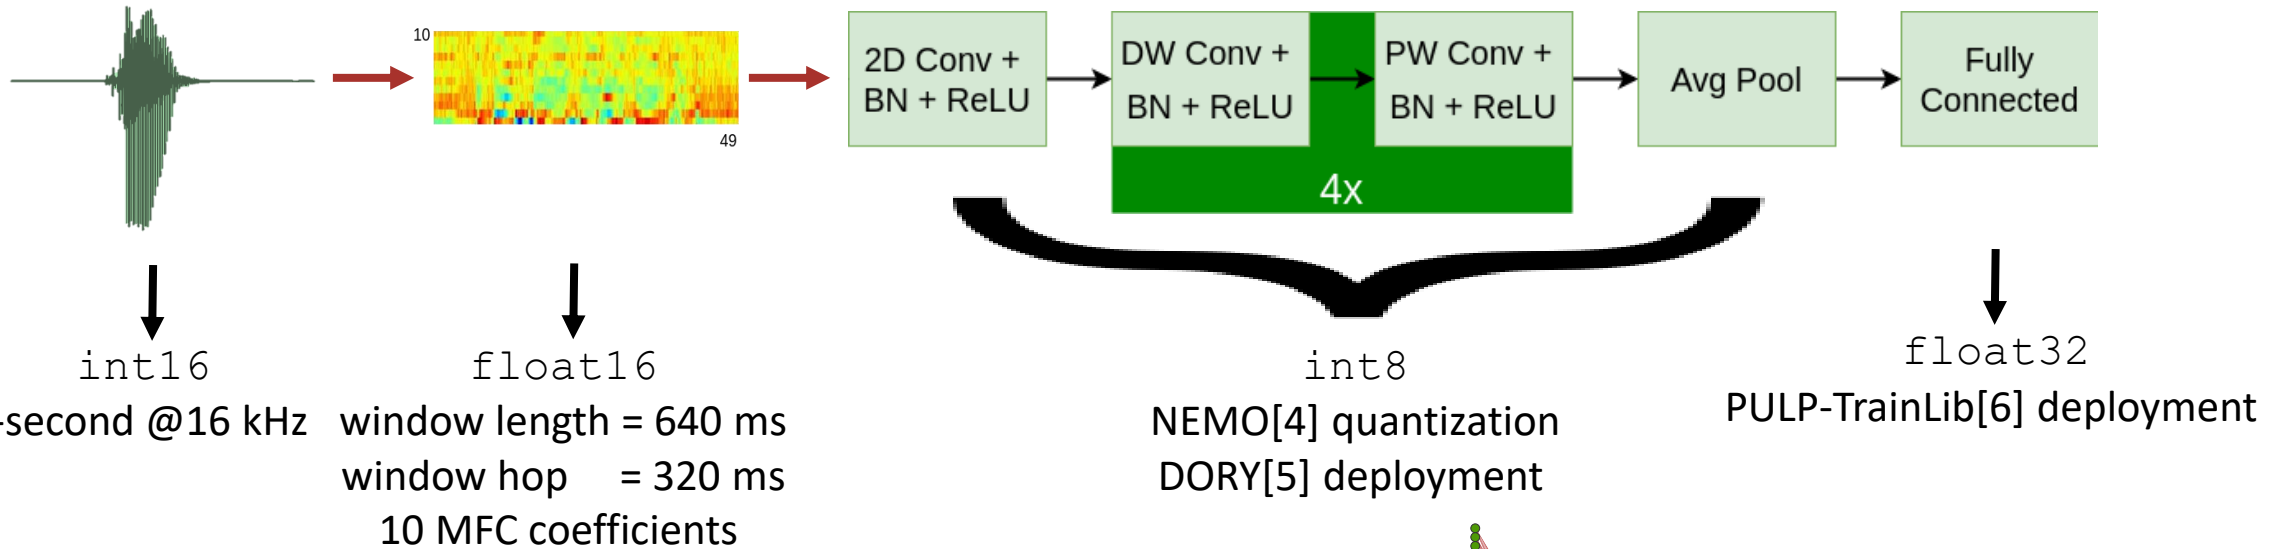 10
49
2D Conv +
BN + ReLU
DW Conv +
BN + ReLU
PW Conv +
BN + ReLU
4x
Avg Pool
Fully
Connected
int16
-second @16 kHz
float16
window length = 640 ms
window hop = 320 ms
10 MFC coefficients
int8
NEMO[4] quantization
DORY[5] deployment
float32
PULP-TrainLib[6] deployment